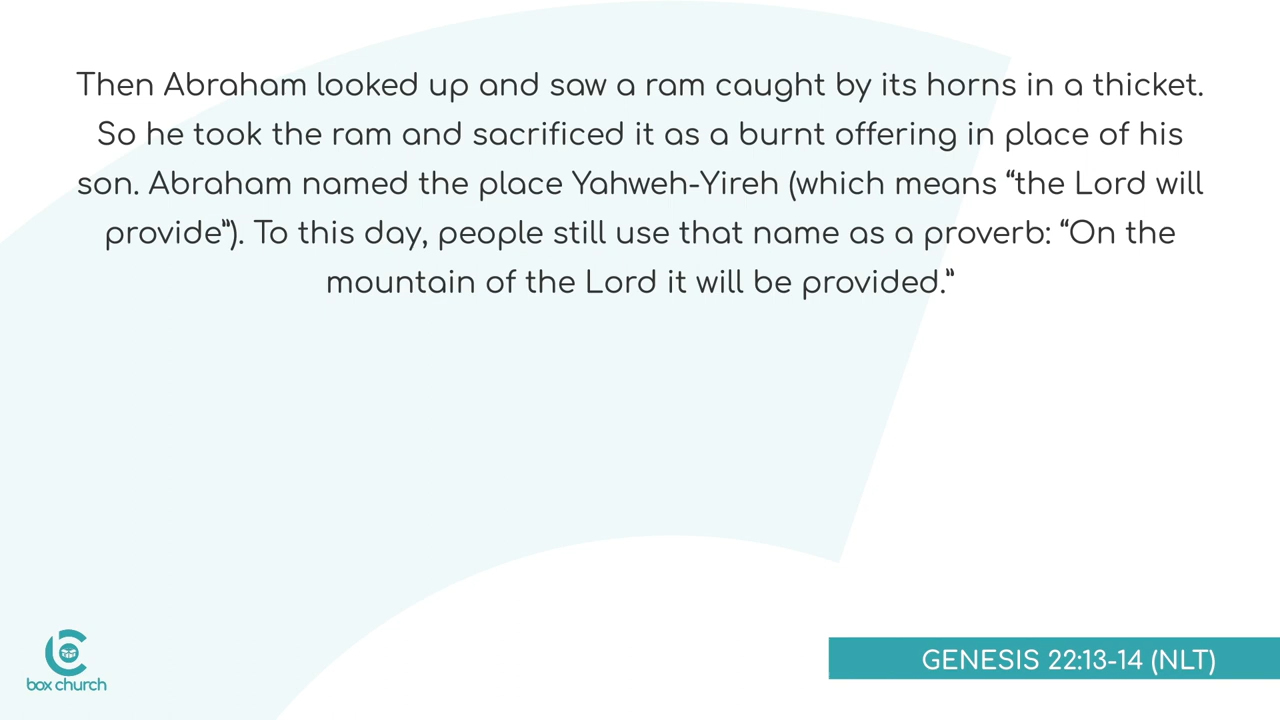 Then Abraham looked up and saw a ram caught by its horns in a thicket.
So he took the ram and sacrificed it as a burnt offering in place of his
son. Abraham named the place Yahweh-Yireh (which means “the Lord will
provide”). To this day, people still use that name as a proverb: “On the
mountain of the Lord it will be provided.”
box church
GENESIS 22:13-14 (NLT)